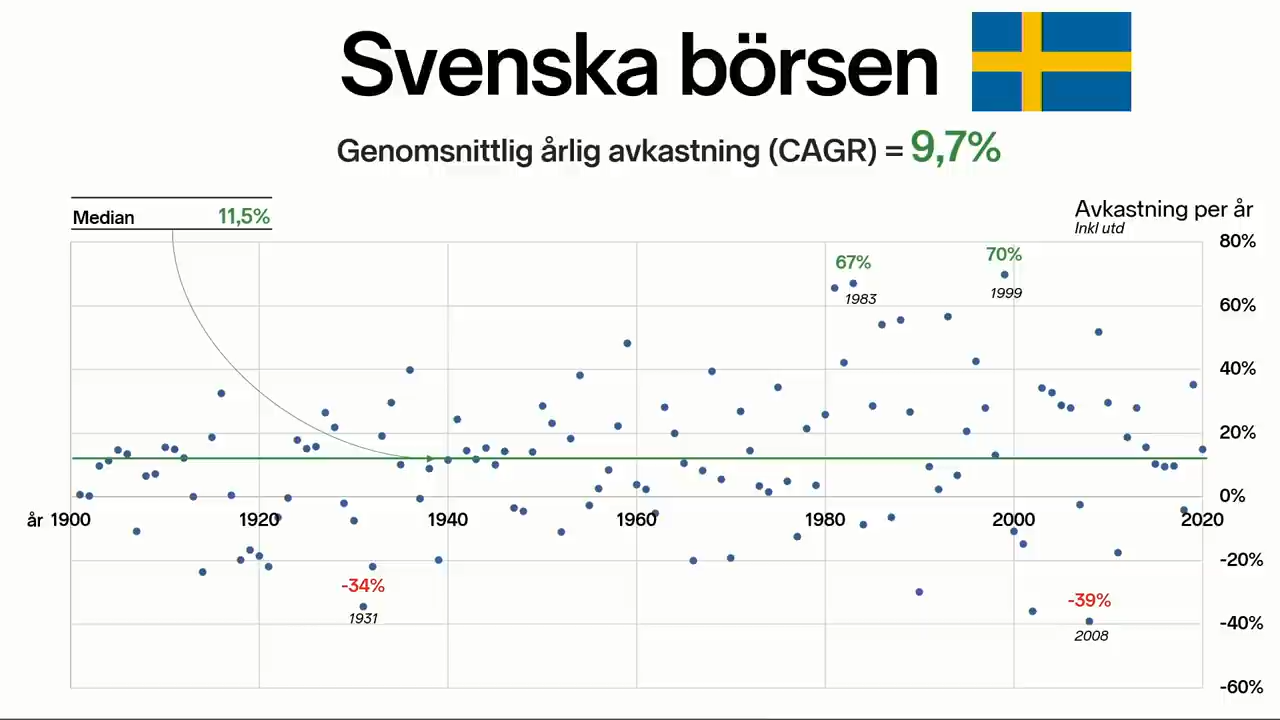 Svenska börsen
Genomsnittlig årlig avkastning (CAGR) = 9,7%
Median 11,5%
Avkastning per år
Inkl utd
80%
67%
70%
1983
1999
60%
40%
20%
0%
år 1900 1920 1940 1960 1980 2000 2020
-20%
-34%
1931
-39%
2008
-40%
-60%